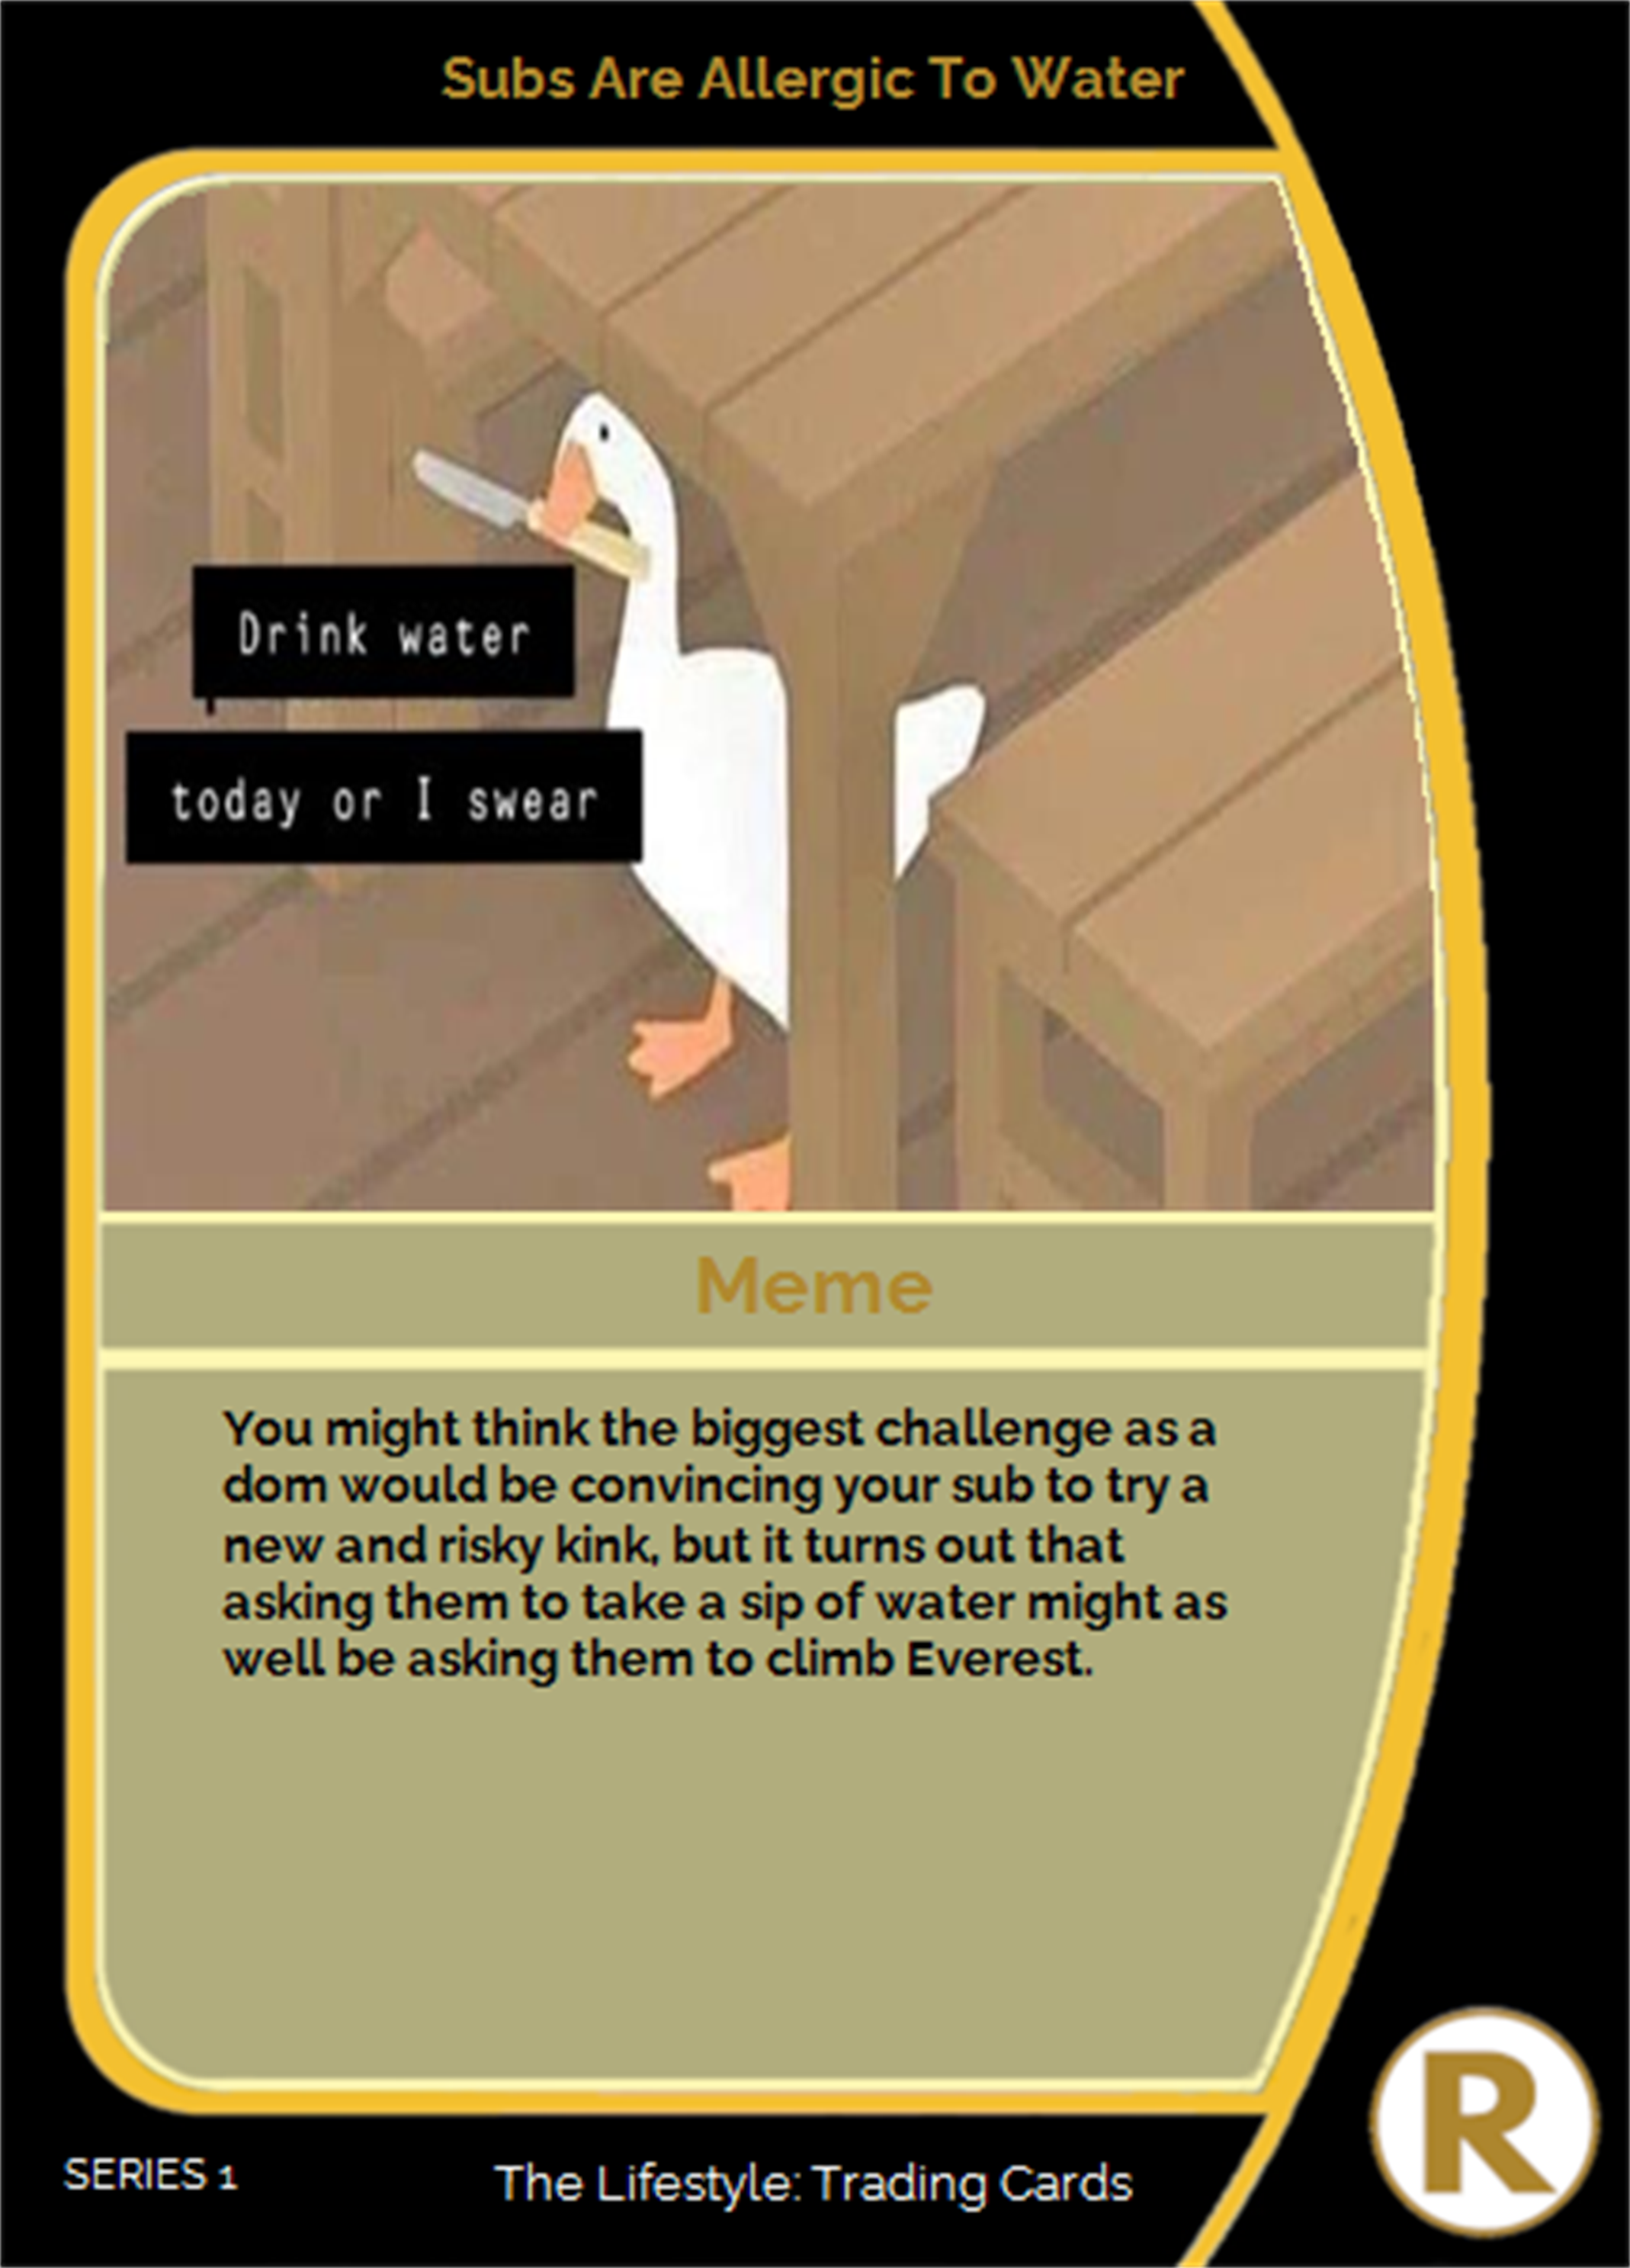 Subs Are Allergic To Water
Drink water
today or I swear
Meme
You might think the biggest challenge as a
dom would be convincing your sub to try a
new and risky kink, but it turns out that
asking them to take a sip of water might as
well be asking them to climb Everest.
SERIES 1
The Lifestyle: Trading Cards
R